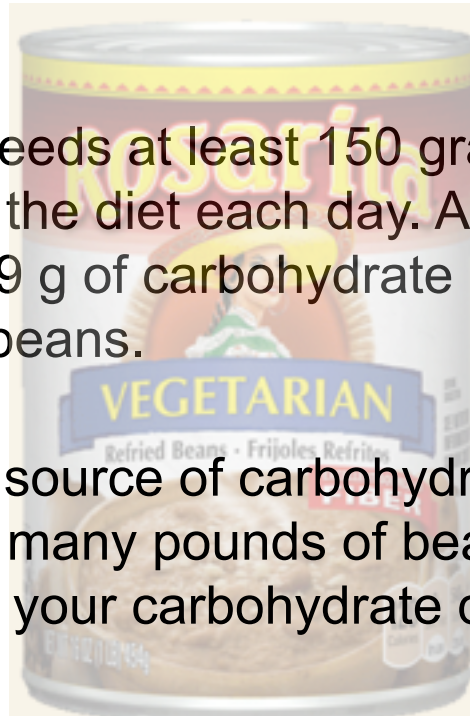 Rosarita
eeds at least 150 gra
the diet each day. A
9 g of carbohydrate
beans.
VEGETARIAN
Refried Beans · Frijoles Refritos
source of carbohydr
FIBER
many pounds of bea
your carbohydrate